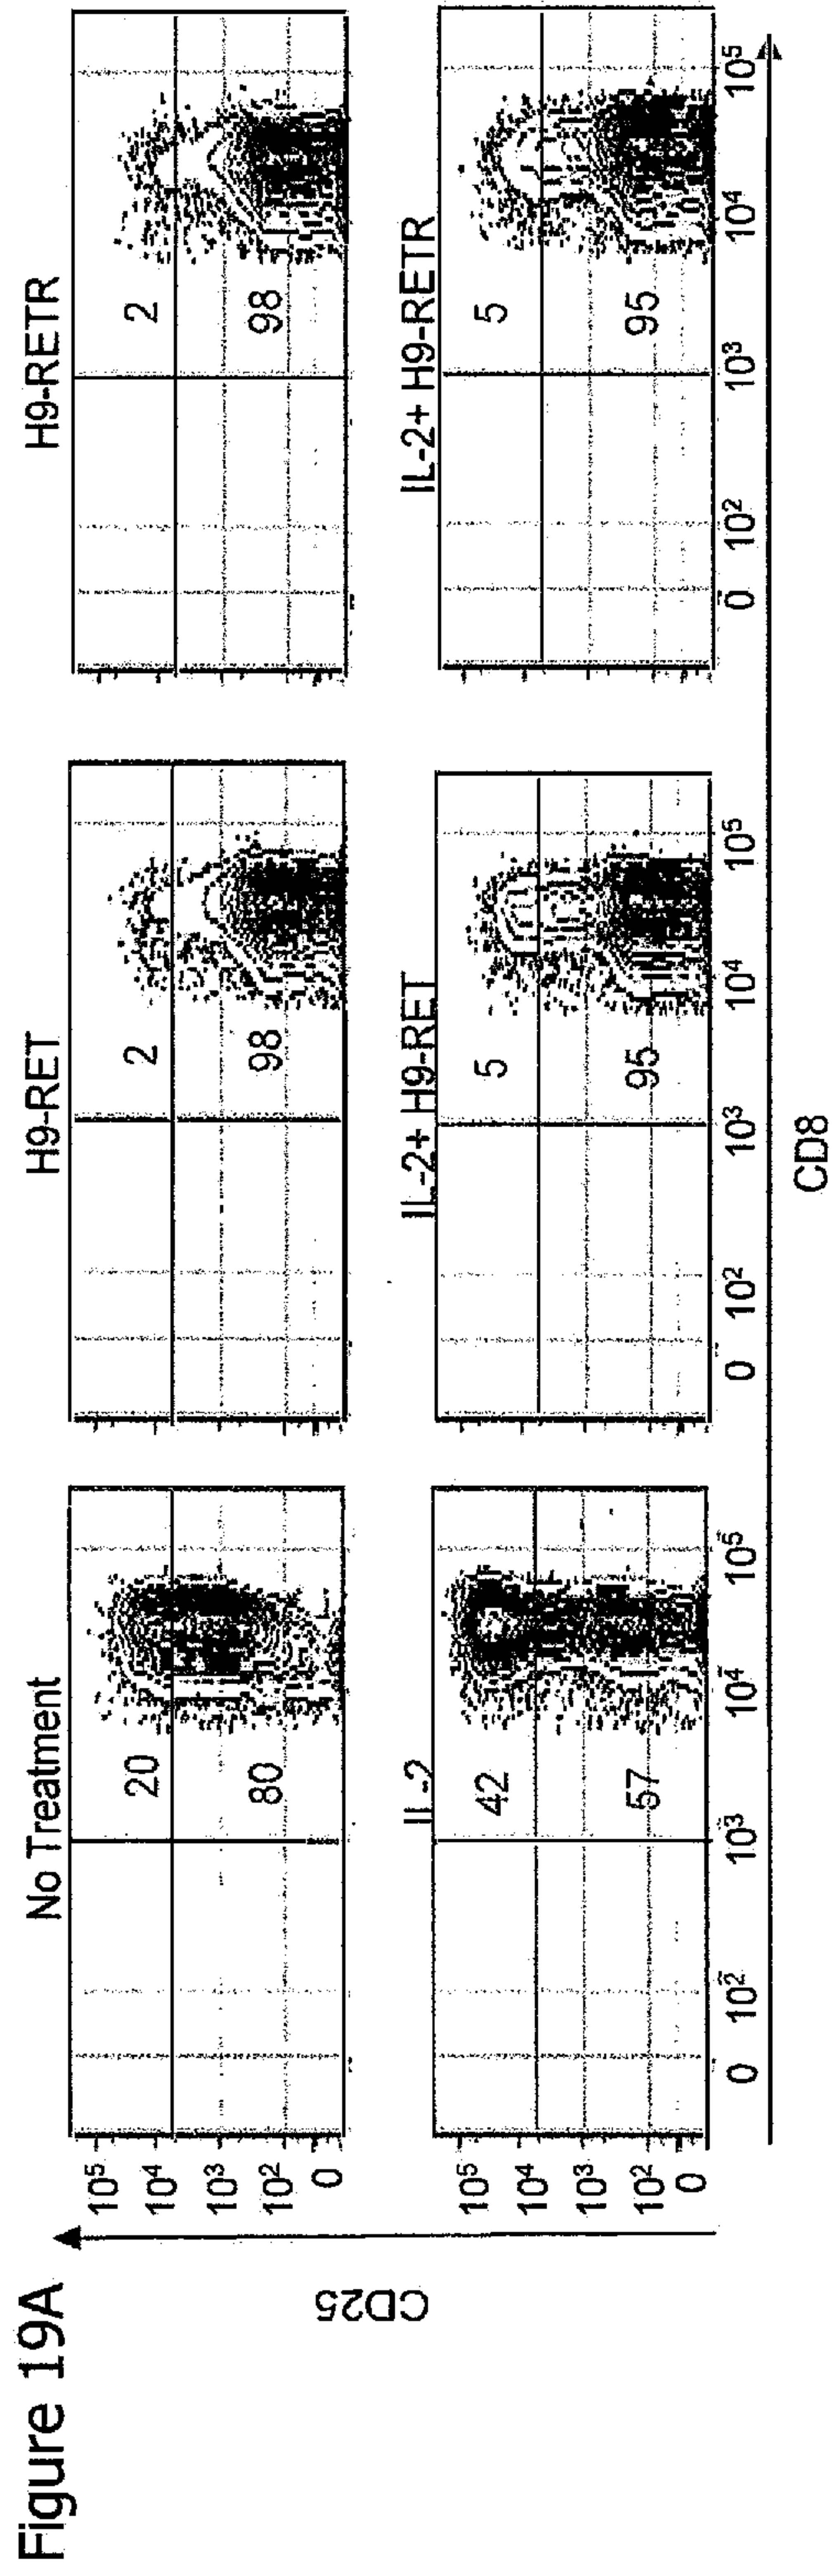 Figure 19A
No Treatment
H9-RET
H9-RETR
10⁵
10⁴
10³
10²
0
20
80
2
98
2
98
IL-2
IL-2+ H9-RET
IL-2+ H9-RETR
CD25
10⁵
10⁴
10³
10²
0
42
57
5
95
5
95
0 10² 10³ 10⁴ 10⁵
0 10² 10³ 10⁴ 10⁵
0 10² 10³ 10⁴ 10⁵
CD8